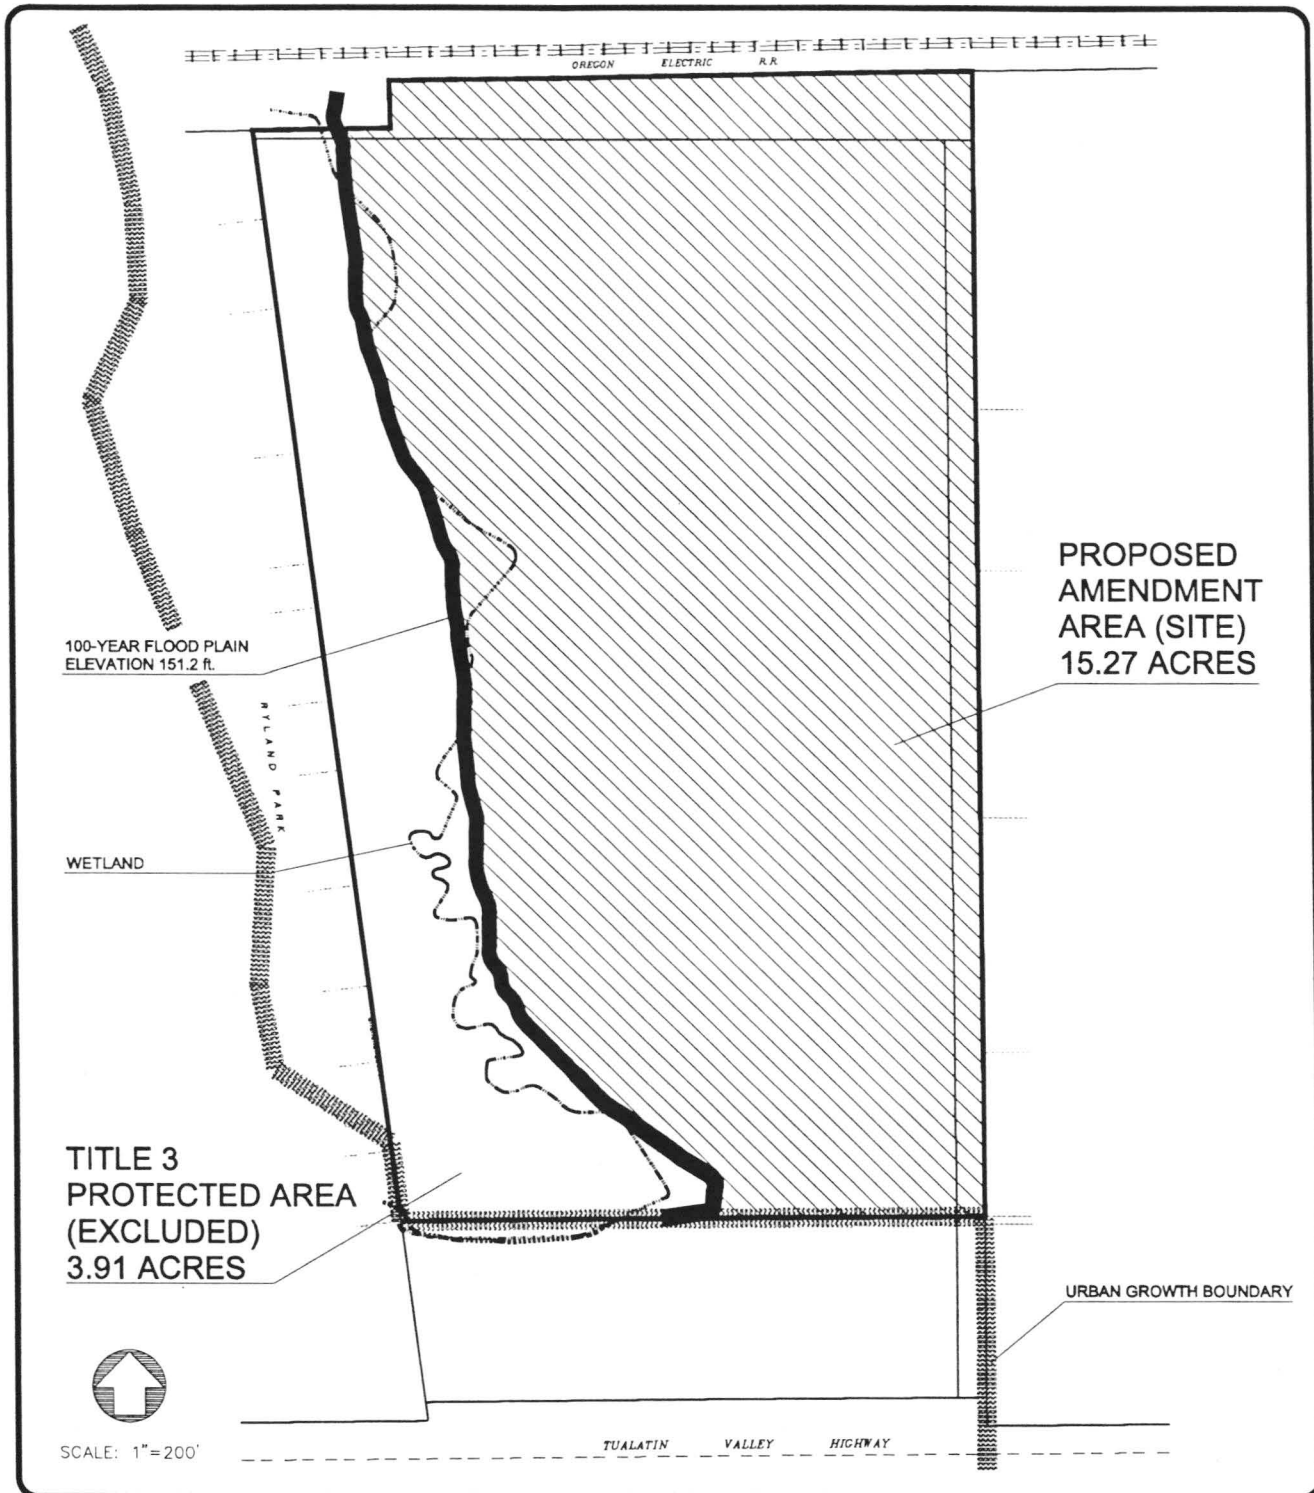 OREGON ELECTRIC R.R.
PROPOSED
AMENDMENT
AREA (SITE)
15.27 ACRES
100-YEAR FLOOD PLAIN
ELEVATION 151.2 ft.
RYLAND PARK
WETLAND
TITLE 3
PROTECTED AREA
(EXCLUDED)
3.91 ACRES
URBAN GROWTH BOUNDARY
SCALE: 1"=200'
TUALATIN VALLEY HIGHWAY